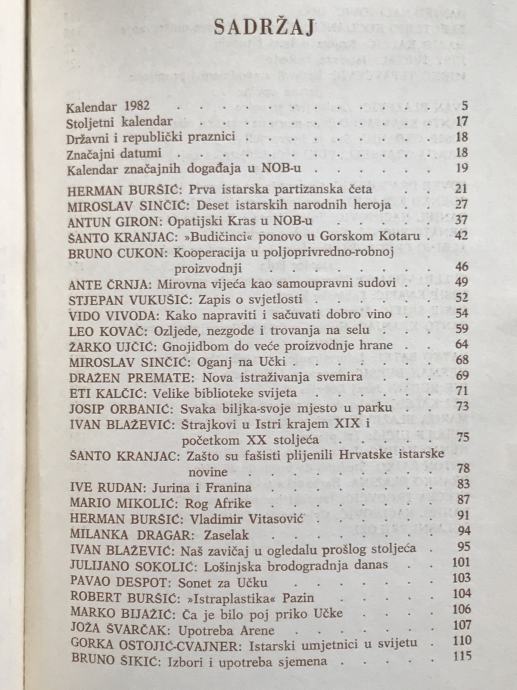 SADRŽAJ
Kalendar 1982 . . . . . . . . . . . . 5
Stoljetni kalendar . . . . . . . . . . . 17
Državni i republički praznici . . . . . . . . 18
Značajni datumi . . . . . . . . . . . 18
Kalendar značajnih događaja u NOB-u . . . . . . 19
HERMAN BURŠIĆ: Prva istarska partizanska četa . . . 21
MIROSLAV SINČIĆ: Deset istarskih narodnih heroja . . 27
ANTUN GIRON: Opatijski Kras u NOB-u . . . . . 37
ŠANTO KRANJAC: »Budičinci« ponovo u Gorskom Kotaru . 42
BRUNO CUKON: Kooperacija u poljoprivredno-robnoj
proizvodnji . . . . . . . 46
ANTE ČRNJA: Mirovna vijeća kao samoupravni sudovi . 49
STJEPAN VUKUŠIĆ: Zapis o svjetlosti . . . . . 52
VIDO VIVODA: Kako napraviti i sačuvati dobro vino . . 54
LEO KOVAČ: Ozljede, nezgode i trovanja na selu . . . 59
ŽARKO UJČIĆ: Gnojidbom do veće proizvodnje hrane . . 64
MIROSLAV SINČIĆ: Oganj na Učki . . . . . . 68
DRAŽEN PREMATE: Nova istraživanja svemira . . . 69
ETI KALČIĆ: Velike biblioteke svijeta . . . . . 71
JOSIP ORBANIĆ: Svaka biljka-svoje mjesto u parku . . 73
IVAN BLAŽEVIĆ: Štrajkovi u Istri krajem XIX i
početkom XX stoljeća . . . . . 75
ŠANTO KRANJAC: Zašto su fašisti plijenili Hrvatske istarske
novine . . . . . . . . 78
IVE RUDAN: Jurina i Franina . . . . . . . 83
MARIO MIKOLIĆ: Rog Afrike . . . . . . . 87
HERMAN BURŠIĆ: Vladimir Vitasović . . . . . 91
MILANKA DRAGAR: Zaselak . . . . . . . 94
IVAN BLAŽEVIĆ: Naš zavičaj u ogledalu prošlog stoljeća . 95
JULIJANO SOKOLIĆ: Lošinjska brodogradnja danas . . 101
PAVAO DESPOT: Sonet za Učku . . . . . . 103
ROBERT BURŠIĆ: »Istraplastika« Pazin . . . . . 104
MARKO BIJAŽIĆ: Ča je bilo poj priko Učke . . . . 106
JOŽA ŠVARČAK: Upotreba Arene . . . . . . 107
GORKA OSTOJIĆ-CVAJNER: Istarski umjetnici u svijetu . 110
BRUNO ŠIKIĆ: Izbori i upotreba sjemena . . . . 115